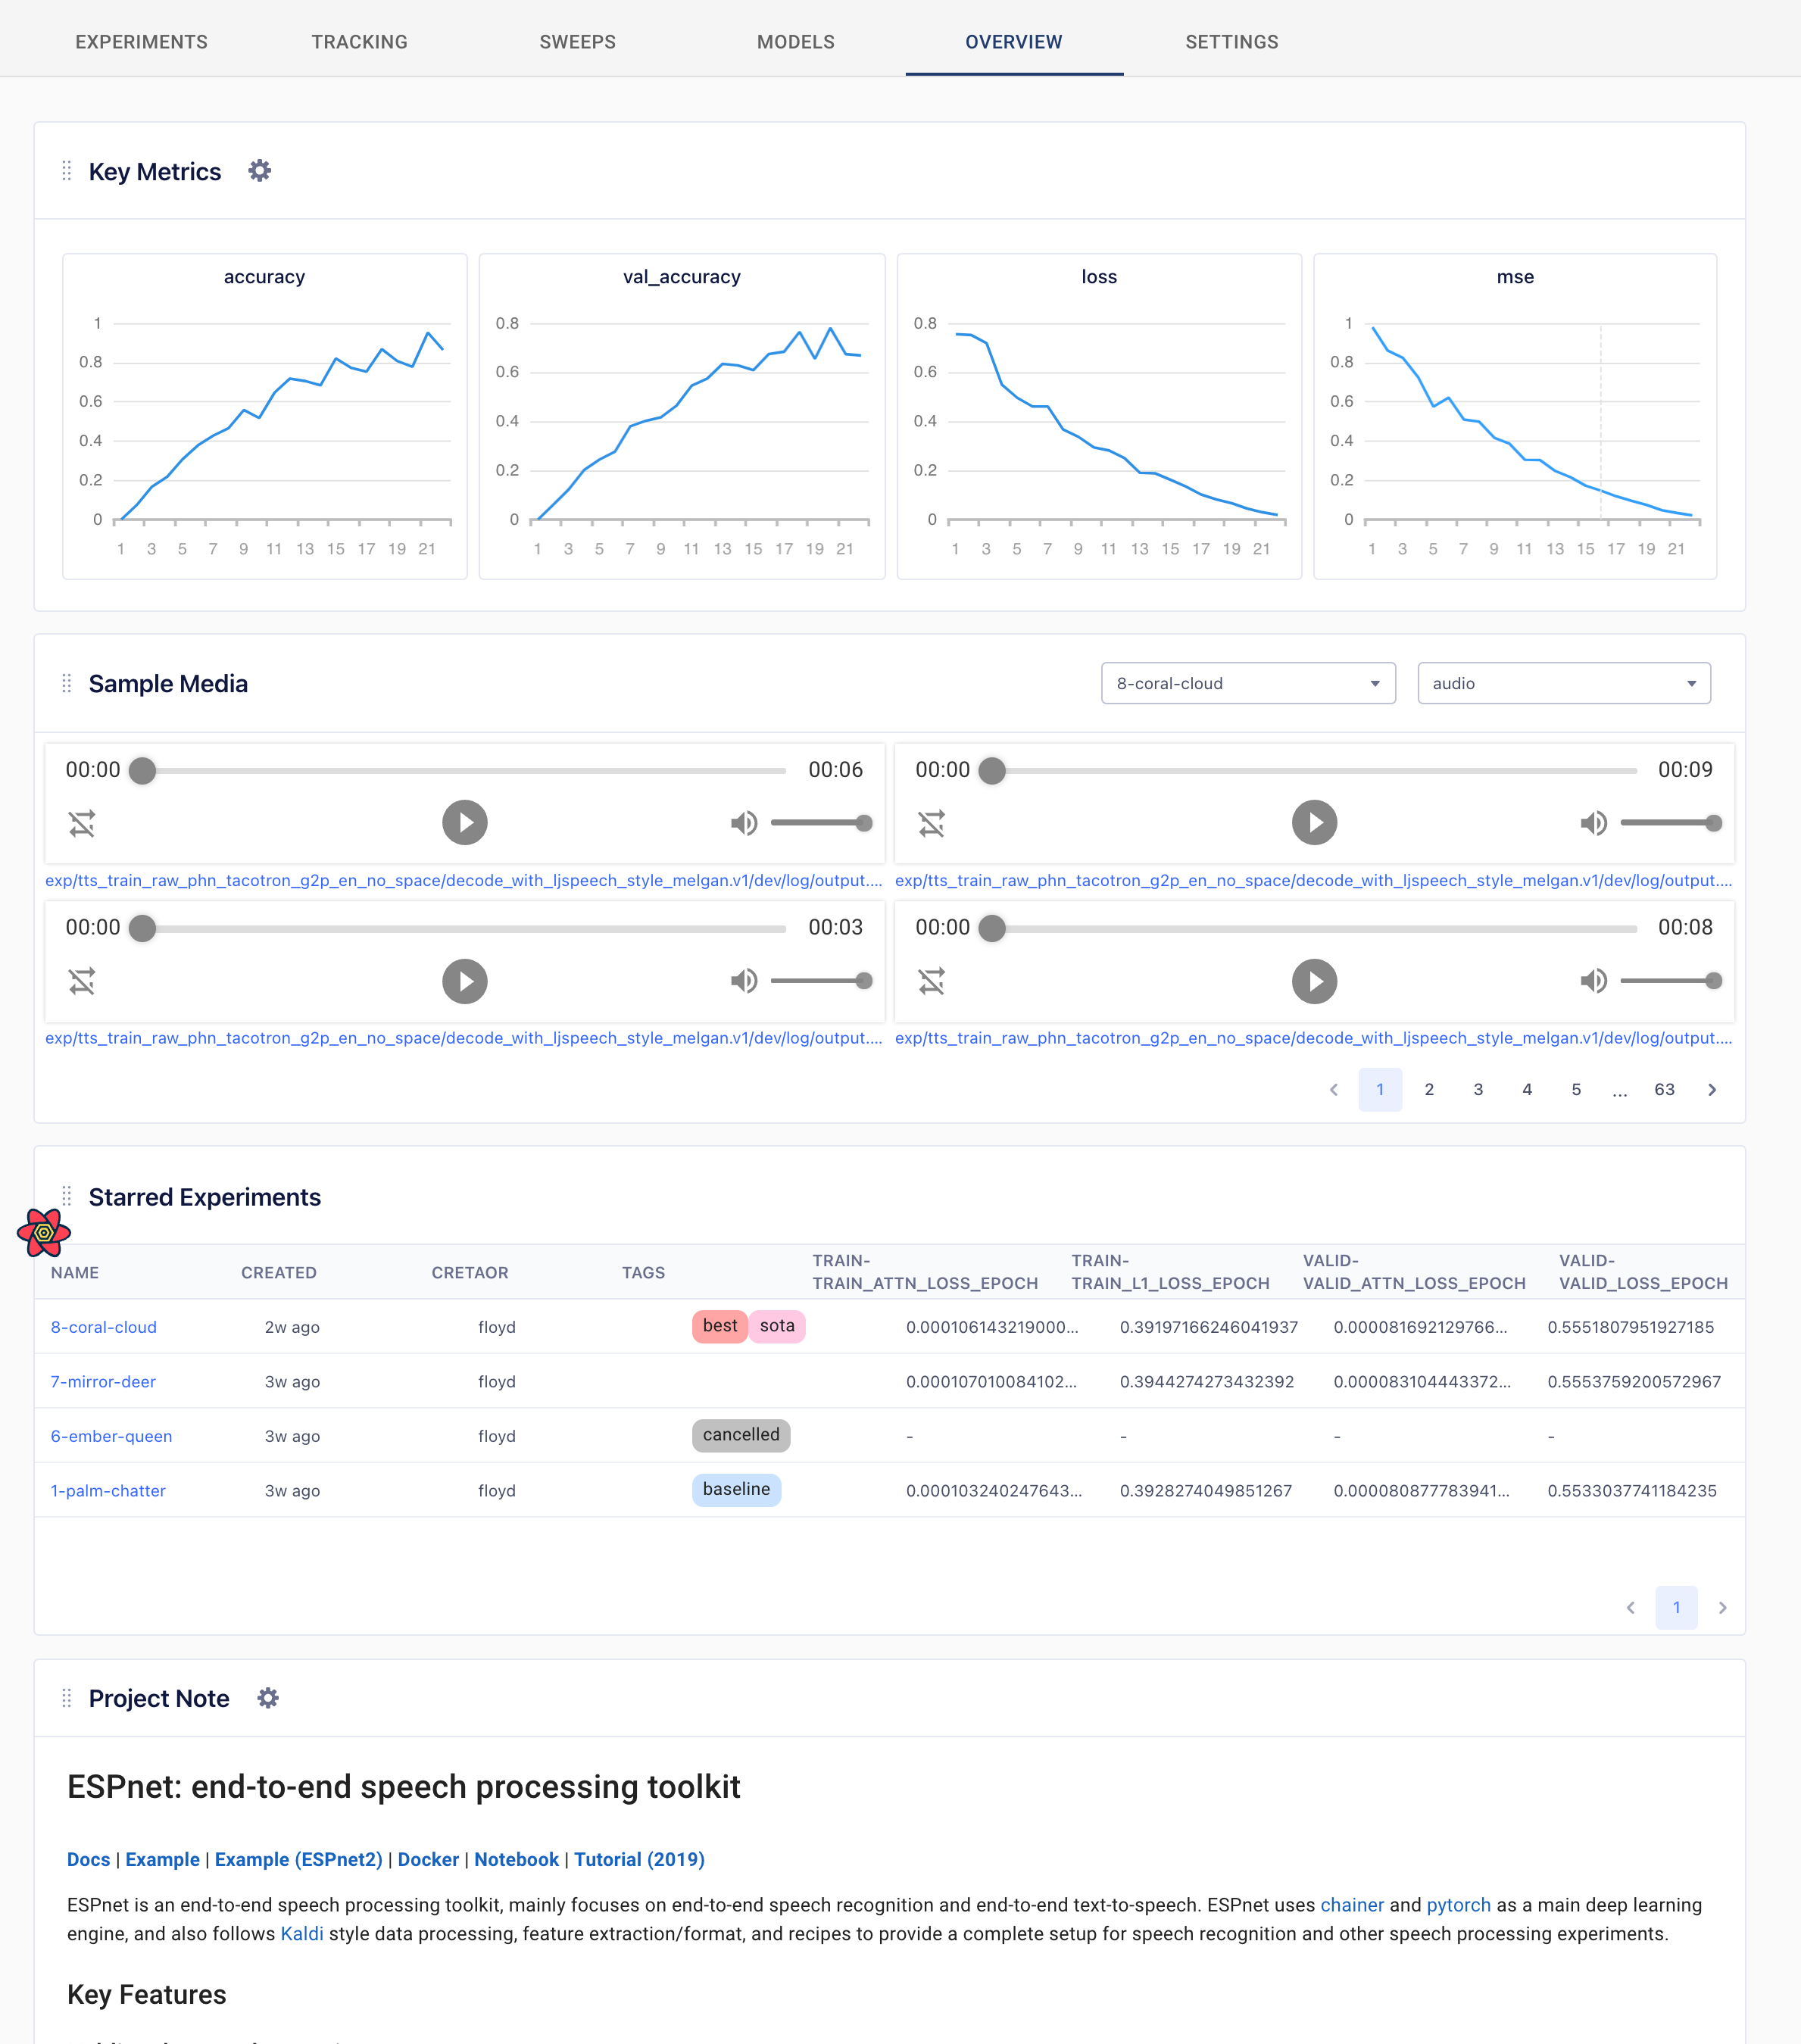 EXPERIMENTS TRACKING SWEEPS MODELS OVERVIEW SETTINGS
Key Metrics
accuracy
1
0.8
0.6
0.4
0.2
0
1 3 5 7 9 11 13 15 17 19 21
val_accuracy
0.8
0.6
0.4
0.2
0
1 3 5 7 9 11 13 15 17 19 21
loss
0.8
0.6
0.4
0.2
0
1 3 5 7 9 11 13 15 17 19 21
mse
1
0.8
0.6
0.4
0.2
0
1 3 5 7 9 11 13 15 17 19 21
Sample Media
8-coral-cloud
audio
00:00 00:06
00:00 00:09
exp/tts_train_raw_phn_tacotron_g2p_en_no_space/decode_with_ljspeech_style_melgan.v1/dev/log/output....
exp/tts_train_raw_phn_tacotron_g2p_en_no_space/decode_with_ljspeech_style_melgan.v1/dev/log/output....
00:00 00:03
00:00 00:08
exp/tts_train_raw_phn_tacotron_g2p_en_no_space/decode_with_ljspeech_style_melgan.v1/dev/log/output....
exp/tts_train_raw_phn_tacotron_g2p_en_no_space/decode_with_ljspeech_style_melgan.v1/dev/log/output....
1 2 3 4 5 ... 63
Starred Experiments
NAME CREATED CRETAOR TAGS TRAIN-TRAIN_ATTN_LOSS_EPOCH TRAIN-TRAIN_L1_LOSS_EPOCH VALID-VALID_ATTN_LOSS_EPOCH VALID-VALID_LOSS_EPOCH
8-coral-cloud 2w ago floyd best sota 0.000106143219000... 0.39197166246041937 0.000081692129766... 0.5551807951927185
7-mirror-deer 3w ago floyd 0.000107010084102... 0.3944274273432392 0.000083104443372... 0.5553759200572967
6-ember-queen 3w ago floyd cancelled - - - -
1-palm-chatter 3w ago floyd baseline 0.000103240247643... 0.3928274049851267 0.000080877783941... 0.5533037741184235
1
Project Note
ESPnet: end-to-end speech processing toolkit
Docs | Example | Example (ESPnet2) | Docker | Notebook | Tutorial (2019)
ESPnet is an end-to-end speech processing toolkit, mainly focuses on end-to-end speech recognition and end-to-end text-to-speech. ESPnet uses chainer and pytorch as a main deep learning
engine, and also follows Kaldi style data processing, feature extraction/format, and recipes to provide a complete setup for speech recognition and other speech processing experiments.
Key Features